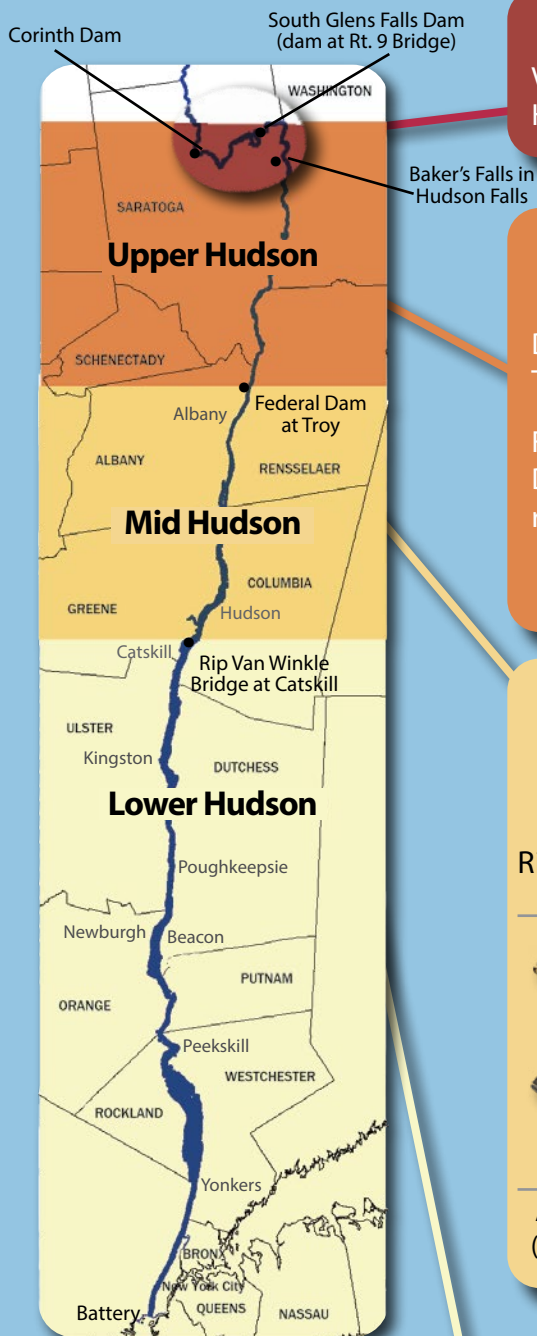 Corinth Dam
South Glens Falls Dam
(dam at Rt. 9 Bridge)
WASHINGTON
Baker's Falls in
Hudson Falls
SARATOGA
Upper Hudson
SCHENECTADY
Albany
Federal Dam
at Troy
ALBANY
RENSSELAER
Mid Hudson
COLUMBIA
GREENE
Hudson
Catskill
Rip Van Winkle
Bridge at Catskill
ULSTER
Kingston
DUTCHESS
Lower Hudson
Poughkeepsie
Newburgh
Beacon
PUTNAM
ORANGE
Peekskill
WESTCHESTER
ROCKLAND
Yonkers
BRONX
New York City
Battery
QUEENS
NASSAU